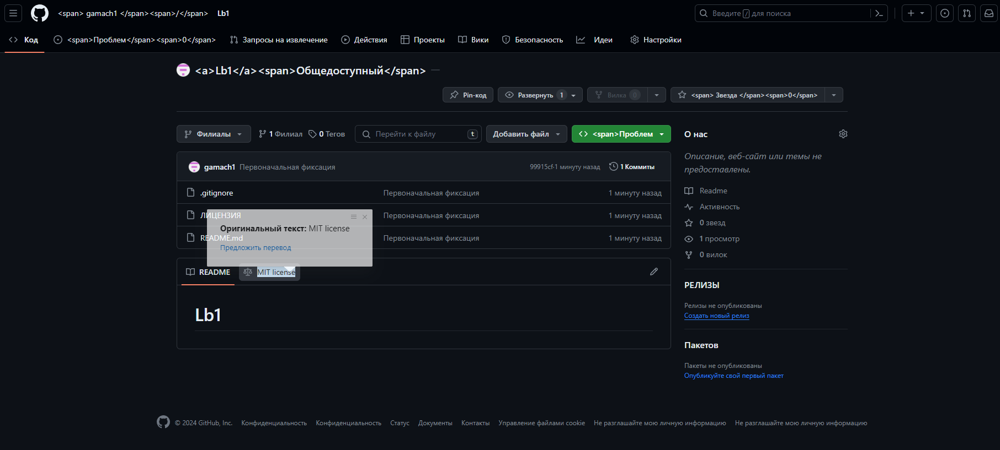 <span> gamach1 </span><span>/</span> Lb1
Введите / для поиска
Код
<span>Проблем</span><span>0</span>
Запросы на извлечение
Действия
Проекты
Вики
Безопасность
Идеи
Настройки
<a>Lb1</a><span>Общедоступный</span>
Pin-код
Развернуть 1
Вилка 0
<span> Звезда </span><span>0</span>
Филиалы
1 Филиал
0 Тегов
Перейти к файлу t
Добавить файл
<span>Проблем
gamach1 Первоначальная фиксация
99915cf·1 минуту назад
1 Коммиты
.gitignore Первоначальная фиксация 1 минуту назад
ЛИЦЕНЗИЯ Первоначальная фиксация 1 минуту назад
README.md Первоначальная фиксация 1 минуту назад
Оригинальный текст: MIT license
Предложить перевод
README
MIT license
Lb1
О нас
Описание, веб-сайт или темы не
предоставлены.
Readme
Активность
0 звезд
1 просмотр
0 вилок
РЕЛИЗЫ
Релизы не опубликованы
Создать новый релиз
Пакетов
Пакеты не опубликованы
Опубликуйте свой первый пакет
© 2024 GitHub, Inc. Конфиденциальность Конфиденциальность Статус Документы Контакты Управление файлами cookie Не разглашайте мою личную информацию Не разглашайте мою личную информацию